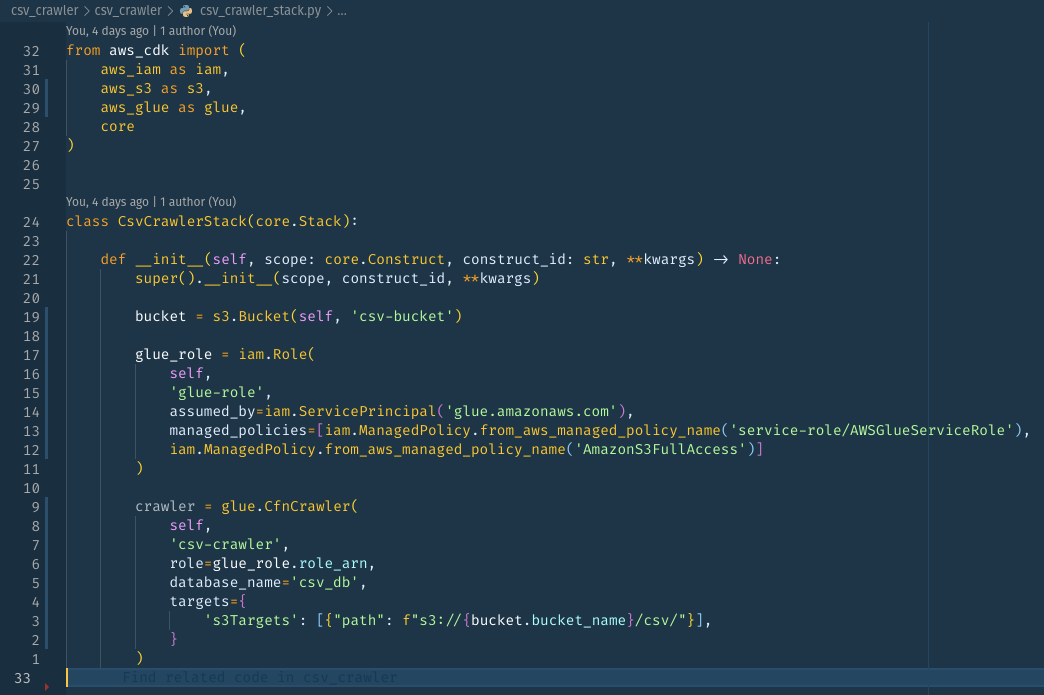 csv_crawler > csv_crawler > csv_crawler_stack.py > ...
You, 4 days ago | 1 author (You)
32 from aws_cdk import (
31     aws_iam as iam,
30     aws_s3 as s3,
29     aws_glue as glue,
28     core
27 )
26
25
You, 4 days ago | 1 author (You)
24 class CsvCrawlerStack(core.Stack):
23
22     def __init__(self, scope: core.Construct, construct_id: str, **kwargs) -> None:
21         super().__init__(scope, construct_id, **kwargs)
20
19         bucket = s3.Bucket(self, 'csv-bucket')
18
17         glue_role = iam.Role(
16             self,
15             'glue-role',
14             assumed_by=iam.ServicePrincipal('glue.amazonaws.com'),
13             managed_policies=[iam.ManagedPolicy.from_aws_managed_policy_name('service-role/AWSGlueServiceRole'),
12             iam.ManagedPolicy.from_aws_managed_policy_name('AmazonS3FullAccess')]
11         )
10
9         crawler = glue.CfnCrawler(
8             self,
7             'csv-crawler',
6             role=glue_role.role_arn,
5             database_name='csv_db',
4             targets={
3                 's3Targets': [{"path": f"s3://{bucket.bucket_name}/csv/"}],
2             }
1         )
33 Find related code in csv_crawler